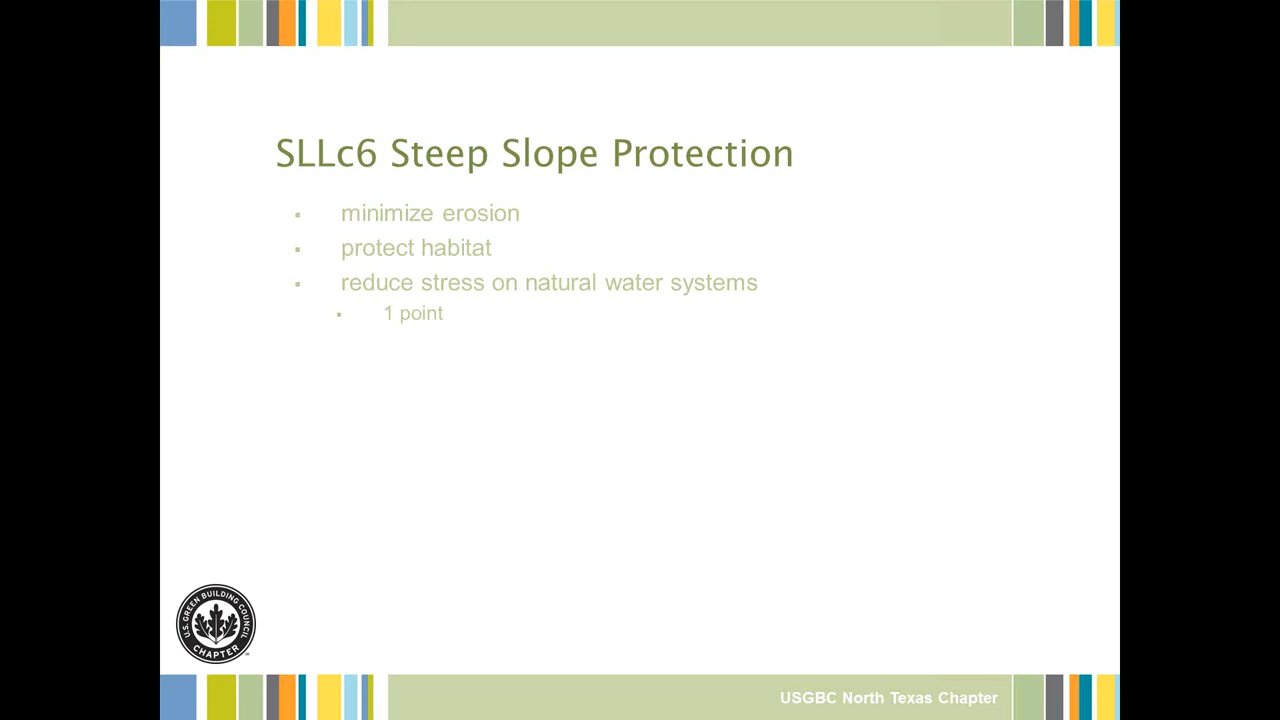 SLLc6 Steep Slope Protection
▪ minimize erosion
▪ protect habitat
▪ reduce stress on natural water systems
▪ 1 point
U.S. GREEN BUILDING COUNCIL
CHAPTER
USGBC North Texas Chapter